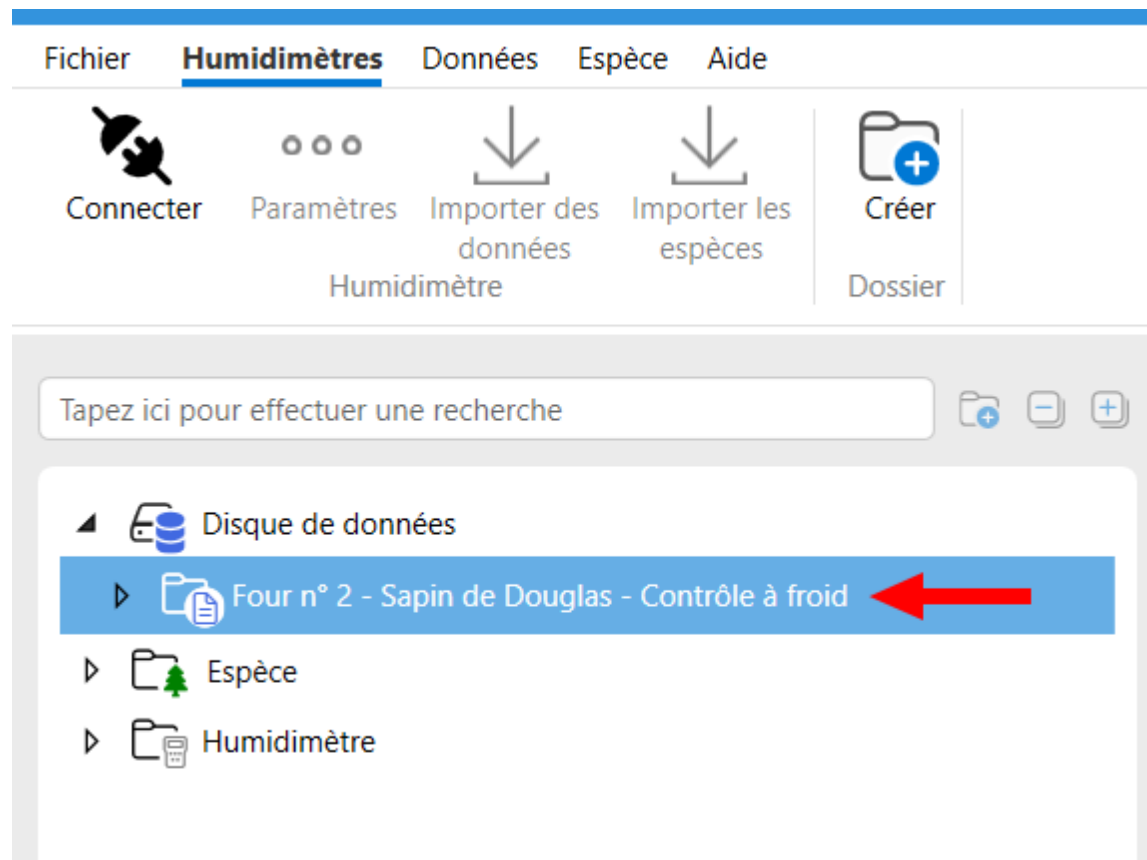 Fichier Humidimètres Données Espèce Aide
Connecter Paramètres Importer des Importer les Créer
données espèces
Humidimètre Dossier
Tapez ici pour effectuer une recherche
Disque de données
Four n° 2 - Sapin de Douglas - Contrôle à froid
Espèce
Humidimètre